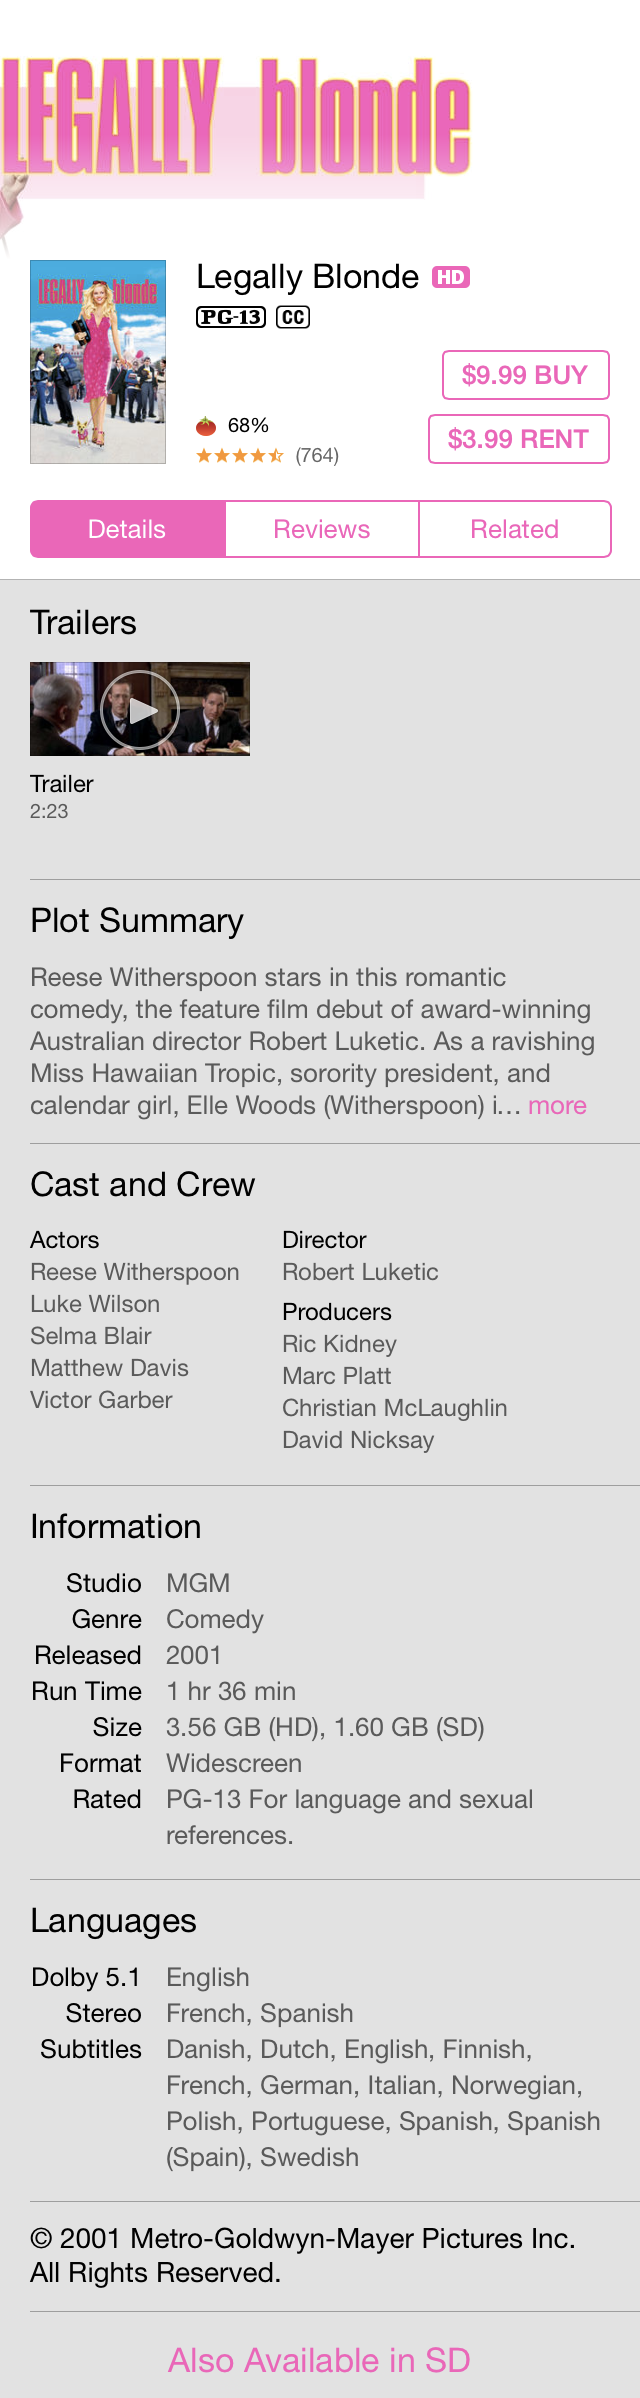 LEGALLY blonde
LEGALLY blonde
Legally Blonde HD
PG-13 CC
$9.99 BUY
68%
$3.99 RENT
(764)
Details Reviews Related
Trailers
Trailer
2:23
Plot Summary
Reese Witherspoon stars in this romantic
comedy, the feature film debut of award-winning
Australian director Robert Luketic. As a ravishing
Miss Hawaiian Tropic, sorority president, and
calendar girl, Elle Woods (Witherspoon) i... more
Cast and Crew
Actors
Reese Witherspoon
Luke Wilson
Selma Blair
Matthew Davis
Victor Garber
Director
Robert Luketic
Producers
Ric Kidney
Marc Platt
Christian McLaughlin
David Nicksay
Information
Studio MGM
Genre Comedy
Released 2001
Run Time 1 hr 36 min
Size 3.56 GB (HD), 1.60 GB (SD)
Format Widescreen
Rated PG-13 For language and sexual
references.
Languages
Dolby 5.1 English
Stereo French, Spanish
Subtitles Danish, Dutch, English, Finnish,
French, German, Italian, Norwegian,
Polish, Portuguese, Spanish, Spanish
(Spain), Swedish
© 2001 Metro-Goldwyn-Mayer Pictures Inc.
All Rights Reserved.
Also Available in SD